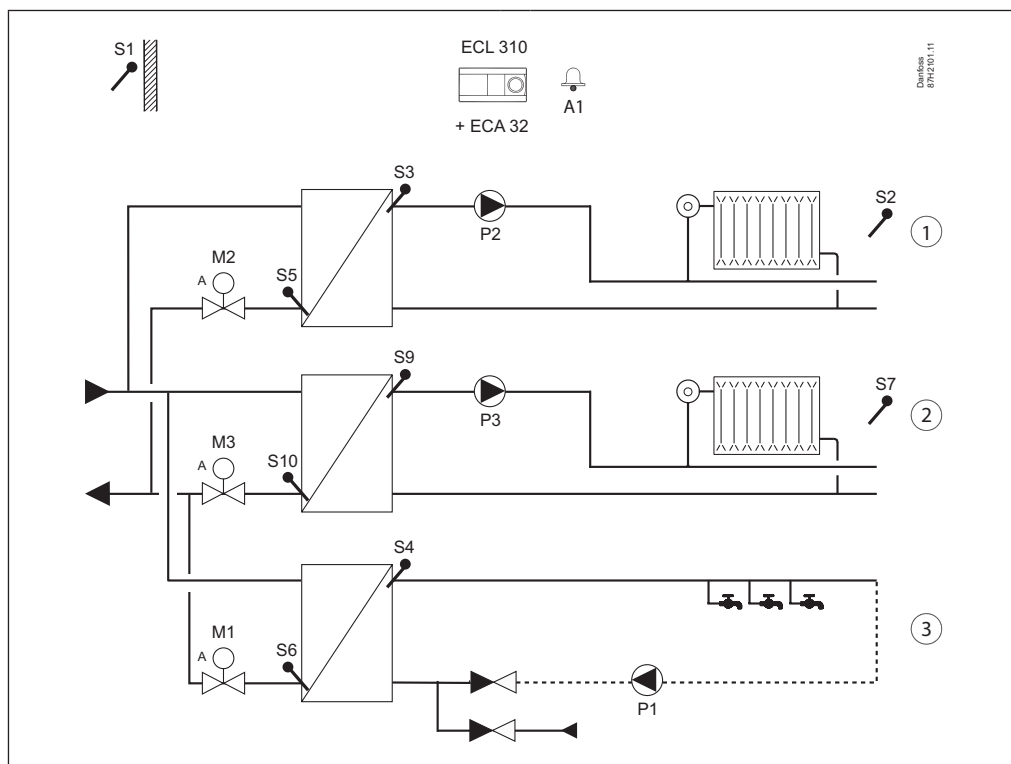 S1
ECL 310
+ ECA 32
A1
Danfoss
87H2101.11
S3
P2
S2
1
M2
A
S5
S9
P3
S7
2
M3
A
S10
S4
M1
A
S6
3
P1